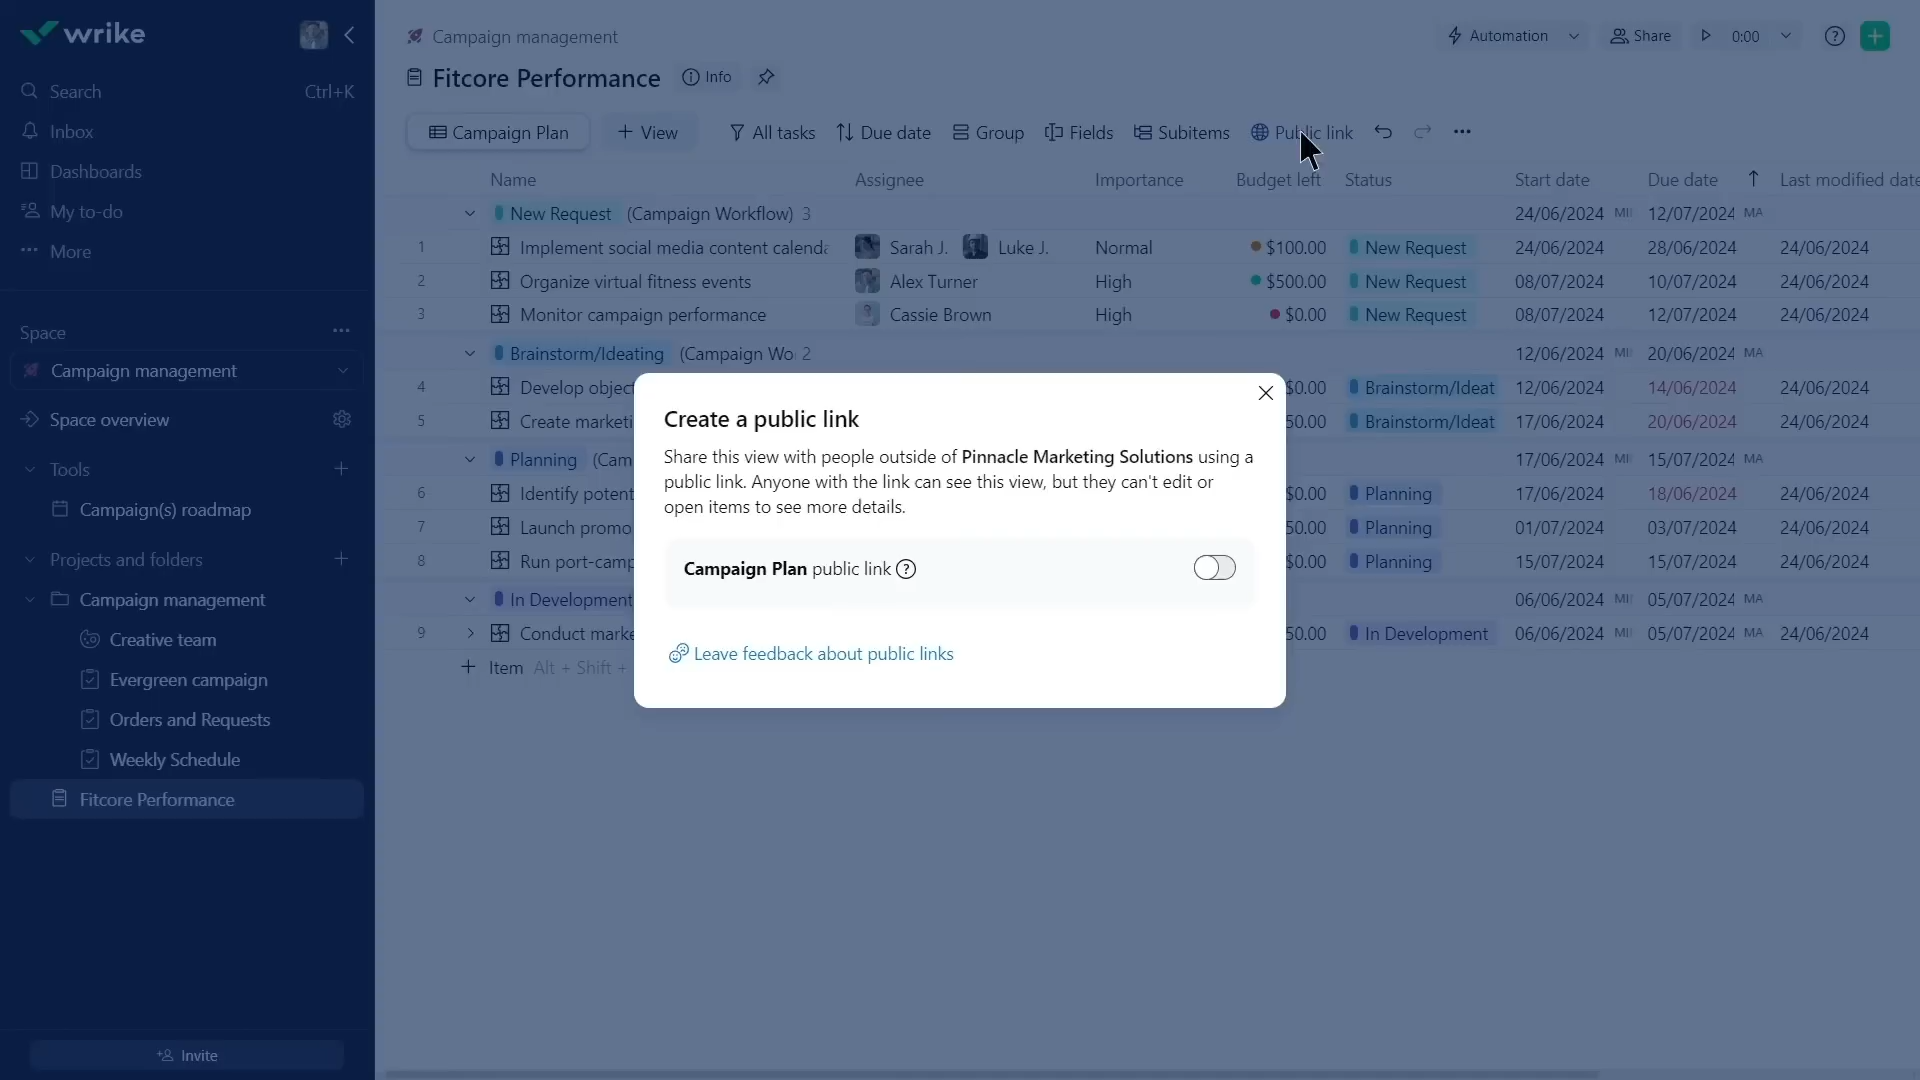 wrike
Search Ctrl+K
Inbox
Dashboards
My to-do
More
Space
Campaign management
Space overview
Tools
Campaign(s) roadmap
Projects and folders
Campaign management
Creative team
Evergreen campaign
Orders and Requests
Weekly Schedule
Fitcore Performance
Invite
Campaign management
Automation Share 0:00
Fitcore Performance Info
Campaign Plan View All tasks Due date Group Fields Subitems Public link
Name Assignee Importance Budget left Status Start date Due date Last modified date
New Request (Campaign Workflow) 3 24/06/2024 12/07/2024 MA
1 Implement social media content Sarah J. Luke J. Normal $100.00 New Request 24/06/2024 28/06/2024 24/06/2024
2 Organize virtual fitness events Alex Turner High $500.00 New Request 08/07/2024 10/07/2024 24/06/2024
3 Monitor campaign performance Cassie Brown High $0.00 New Request 08/07/2024 12/07/2024 24/06/2024
Brainstorm/Ideating (Campaign Wo 2 12/06/2024 20/06/2024 MA
4 Develop objec $0.00 Brainstorm/Ideat 12/06/2024 14/06/2024 24/06/2024
5 Create marketi 50.00 Brainstorm/Ideat 17/06/2024 20/06/2024 24/06/2024
Planning (Cam 17/06/2024 15/07/2024 MA
6 Identify potent $0.00 Planning 17/06/2024 18/06/2024 24/06/2024
7 Launch promo 50.00 Planning 01/07/2024 03/07/2024 24/06/2024
8 Run port-camp $0.00 Planning 15/07/2024 15/07/2024 24/06/2024
In Development 06/06/2024 05/07/2024 MA
9 Conduct marke 50.00 In Development 06/06/2024 05/07/2024 MA 24/06/2024
Item Alt + Shift +
Create a public link
Share this view with people outside of Pinnacle Marketing Solutions using a
public link. Anyone with the link can see this view, but they can't edit or
open items to see more details.
Campaign Plan public link
Leave feedback about public links